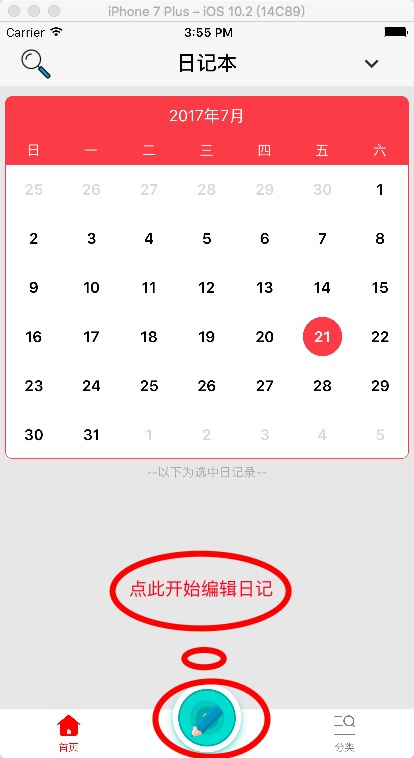 iPhone 7 Plus – iOS 10.2 (14C89)
Carrier 3:55 PM
日记本
2017年7月
日 一 二 三 四 五 六
25 26 27 28 29 30 1
2 3 4 5 6 7 8
9 10 11 12 13 14 15
16 17 18 19 20 21 22
23 24 25 26 27 28 29
30 31 1 2 3 4 5
--以下为选中日记录--
点此开始编辑日记
首页 分类